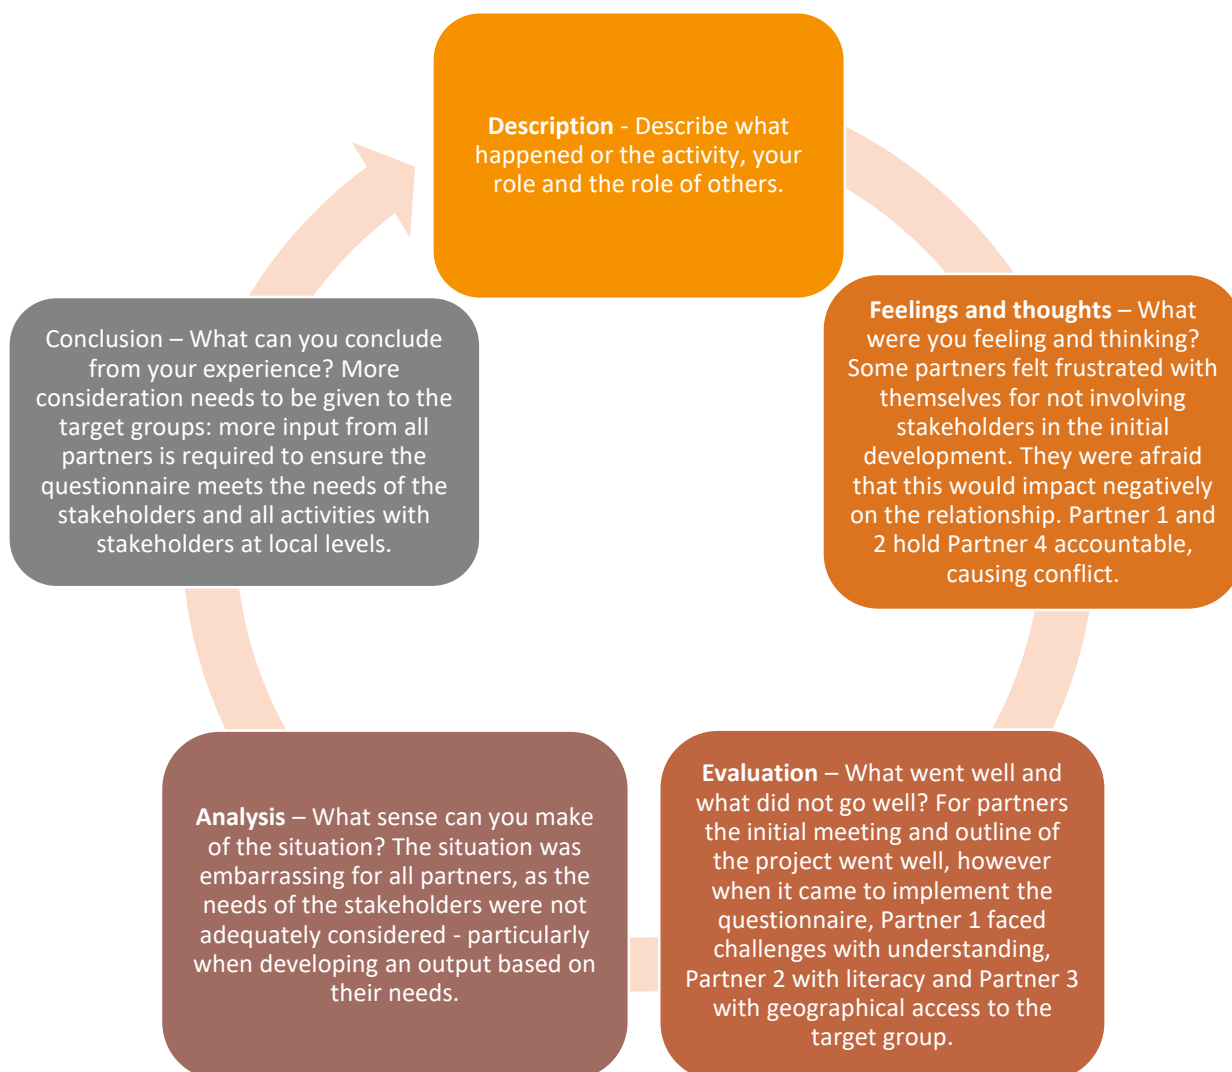 Description - Describe what
happened or the activity, your
role and the role of others.
Feelings and thoughts – What
were you feeling and thinking?
Some partners felt frustrated with
themselves for not involving
stakeholders in the initial
development. They were afraid
that this would impact negatively
on the relationship. Partner 1 and
2 hold Partner 4 accountable,
causing conflict.
Evaluation – What went well and
what did not go well? For partners
the initial meeting and outline of
the project went well, however
when it came to implement the
questionnaire, Partner 1 faced
challenges with understanding,
Partner 2 with literacy and Partner 3
with geographical access to the
target group.
Analysis – What sense can you make
of the situation? The situation was
embarrassing for all partners, as the
needs of the stakeholders were not
adequately considered - particularly
when developing an output based on
their needs.
Conclusion – What can you conclude
from your experience? More
consideration needs to be given to the
target groups: more input from all
partners is required to ensure the
questionnaire meets the needs of the
stakeholders and all activities with
stakeholders at local levels.